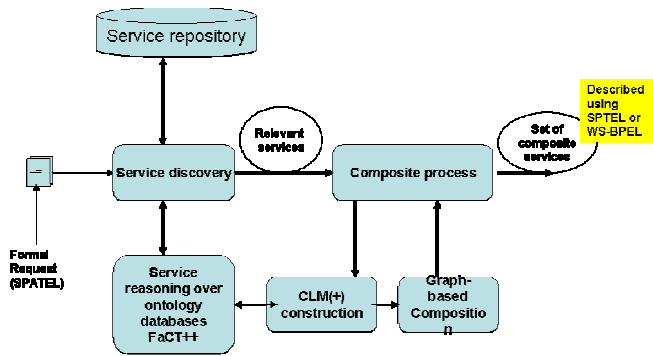 Service repository
Described
using
SPTEL or
WS-BPEL
Relevant
services
Set of
composite
services
Service discovery
Composite process
Formal
Request
(SPATEL)
Service
reasoning over
ontology
databases
FaCT++
CLM(+)
construction
Graph-
based
Compositio
n